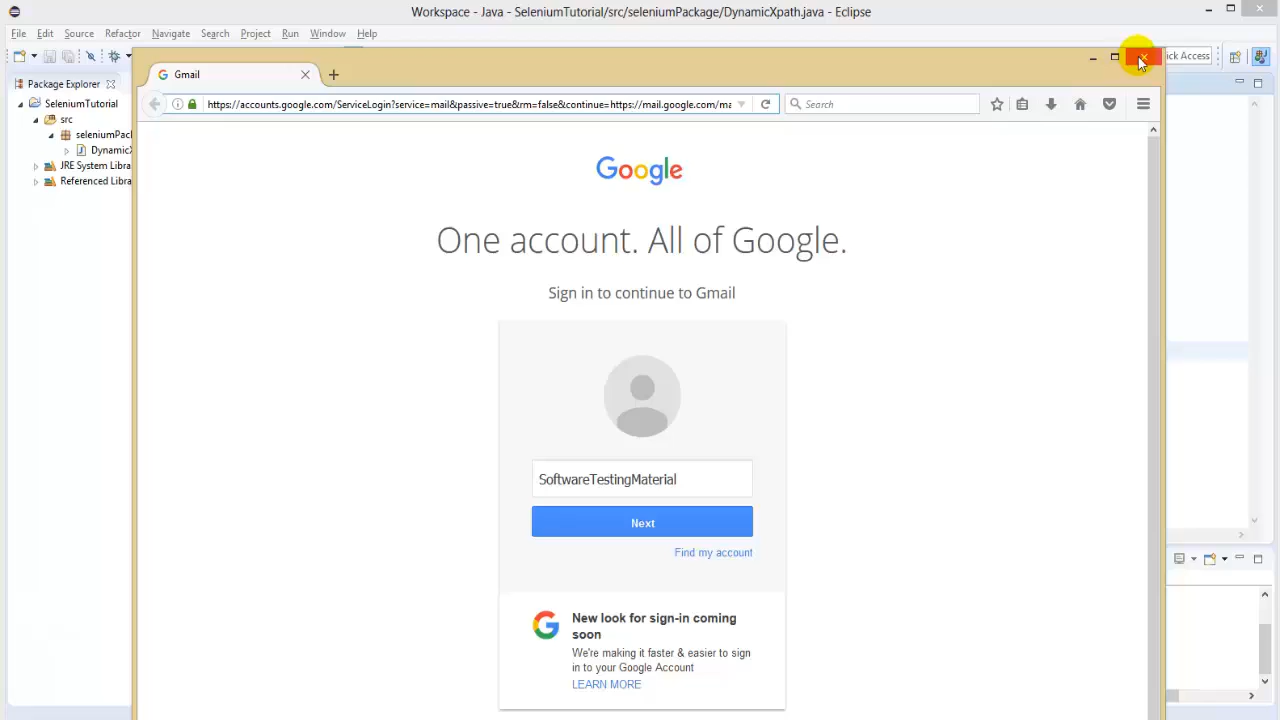 Workspace - Java - SeleniumTutorial/src/seleniumPackage/DynamicXpath.java - Eclipse
File Edit Source Refactor Navigate Search Project Run Window Help
Package Explorer
Gmail
ick Access
SeleniumTutorial
https://accounts.google.com/ServiceLogin?service=mail&passive=true&rm=false&continue=https://mail.google.com/ma
Search
src
seleniumPacl
DynamicX
JRE System Libra
Referenced Libra
Google
One account. All of Google.
Sign in to continue to Gmail
SoftwareTestingMaterial
Next
Find my account
New look for sign-in coming
soon
We're making it faster & easier to sign
in to your Google Account
LEARN MORE